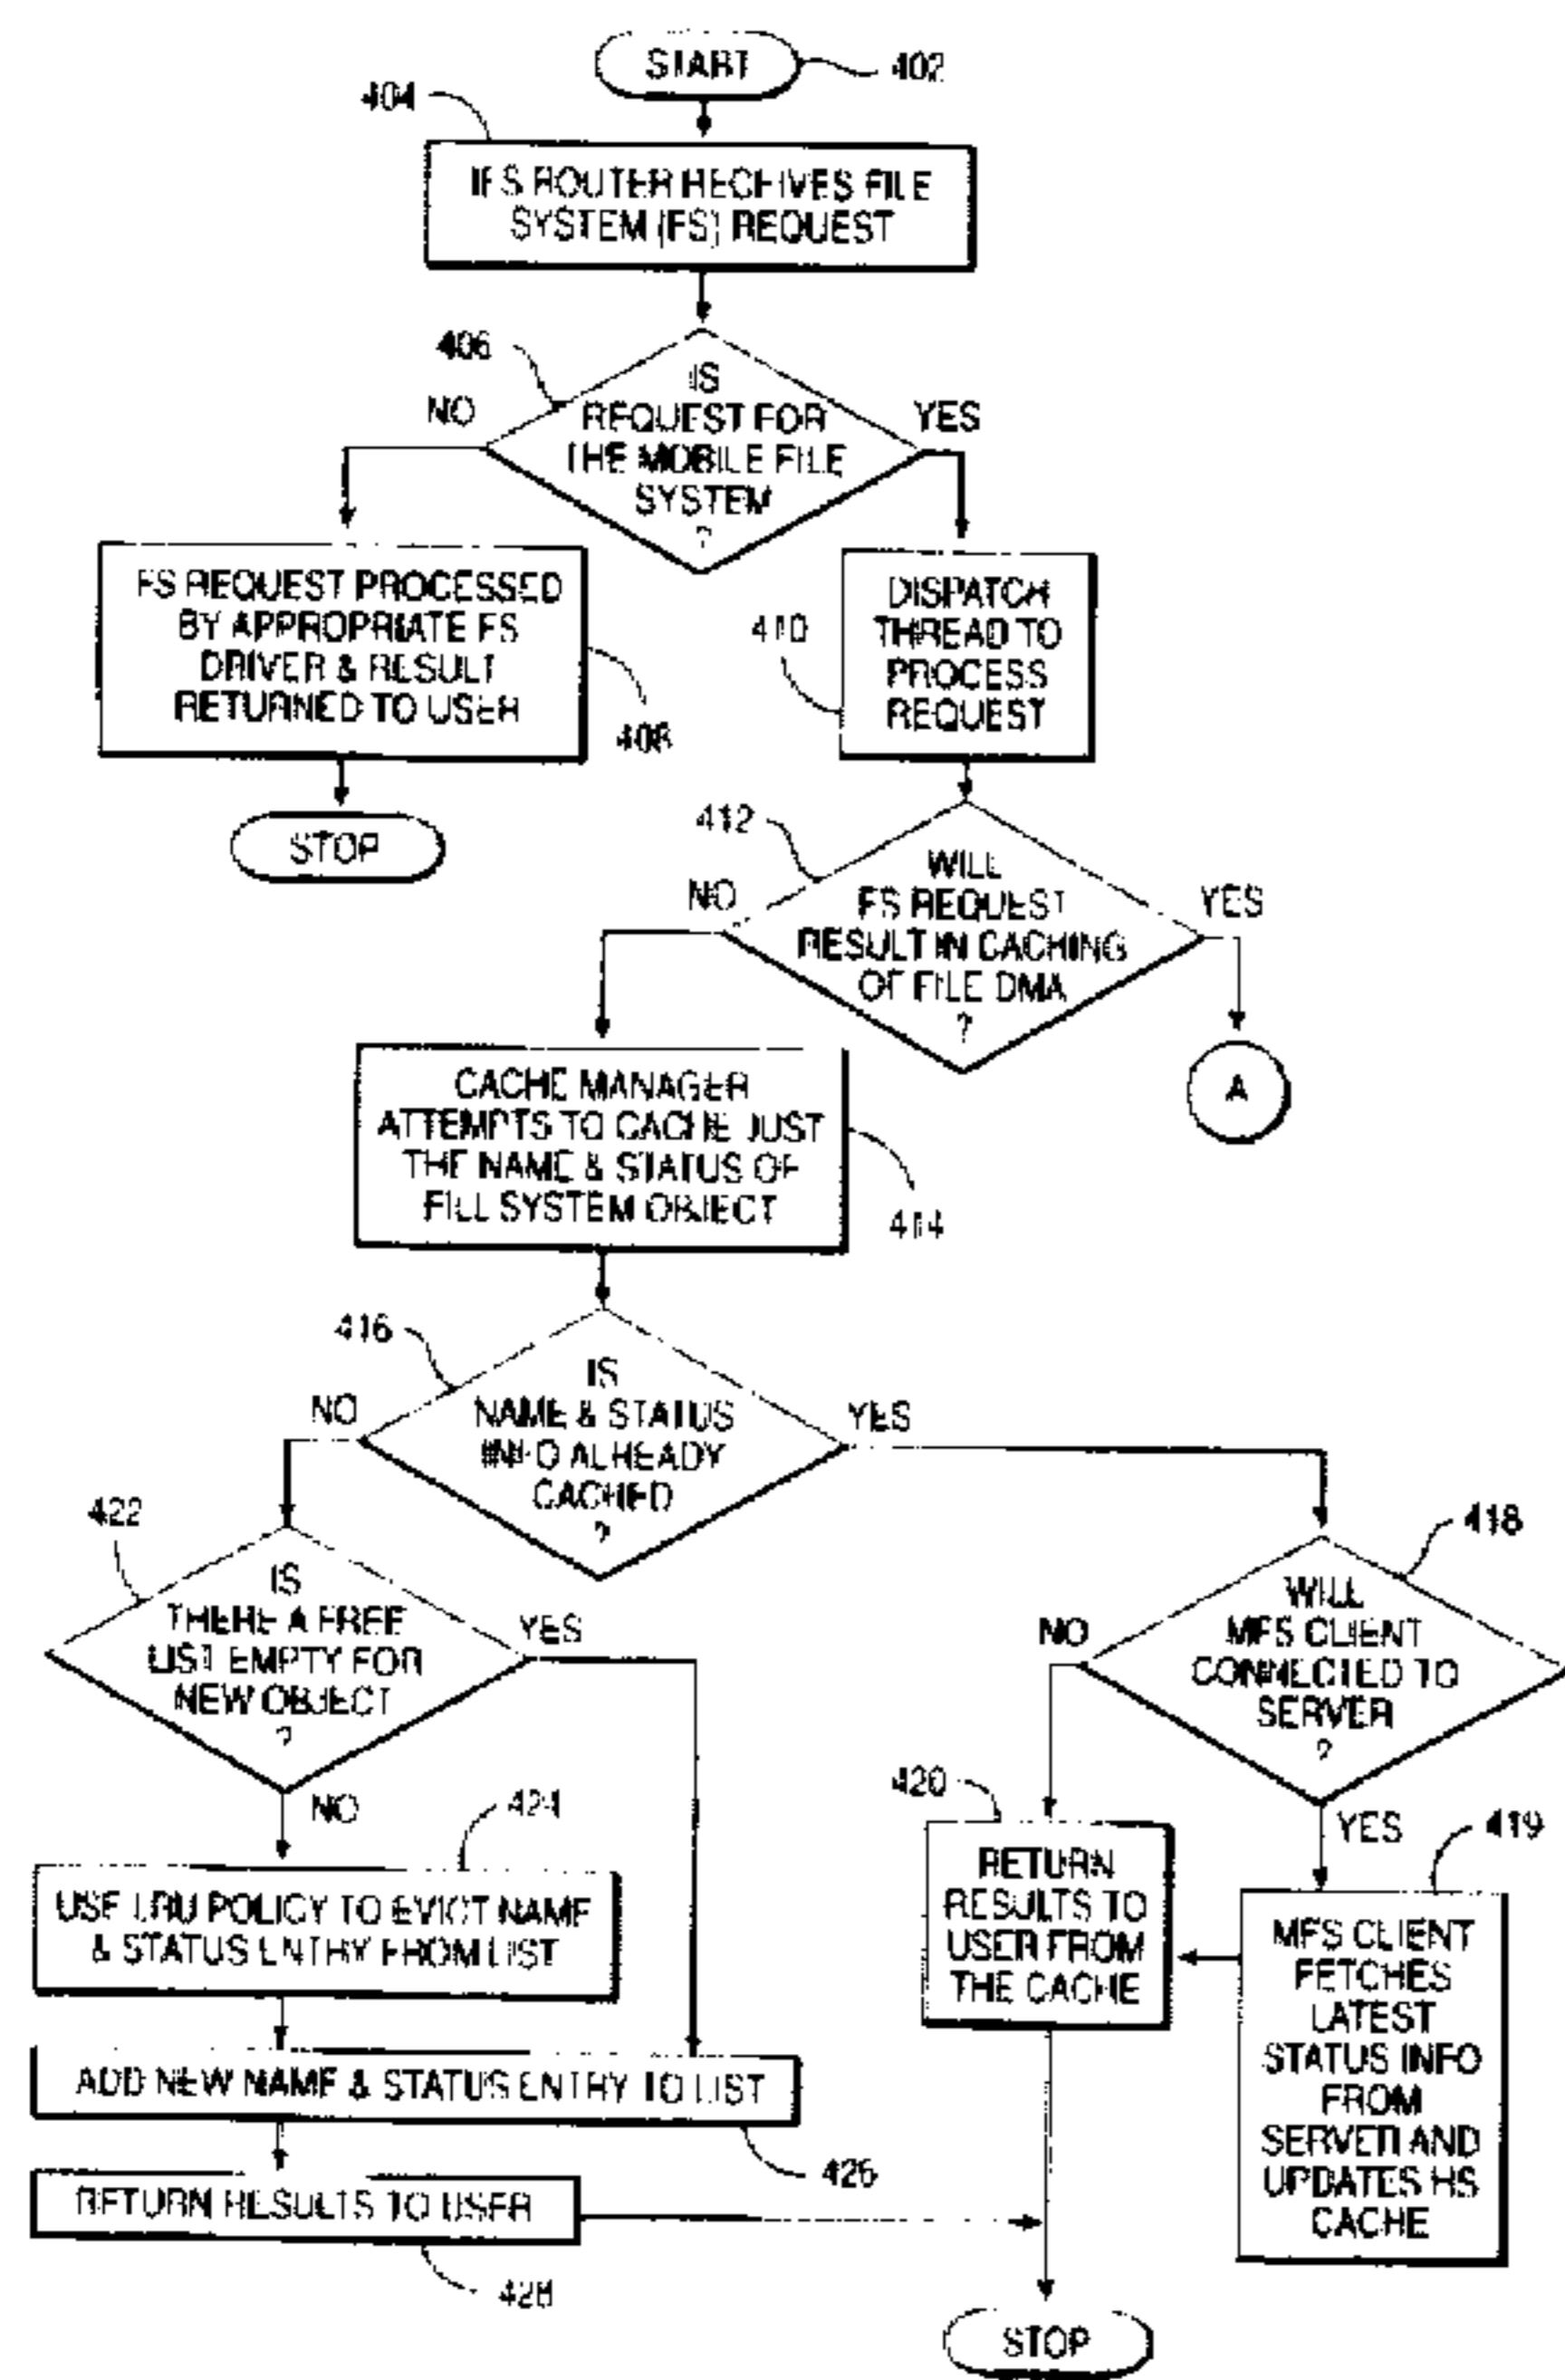 START
402
404
IFS ROUTER RECEIVES FILE
SYSTEM (FS) REQUEST
406
IS
REQUEST FOR
THE MOBILE FILE
SYSTEM
?
NO
YES
FS REQUEST PROCESSED
BY APPROPRIATE FS
DRIVER & RESULT
RETURNED TO USER
408
STOP
DISPATCH
THREAD TO
PROCESS
REQUEST
410
412
WILL
FS REQUEST
RESULT IN CACHING
OF FILE DMA
?
NO
YES
A
CACHE MANAGER
ATTEMPTS TO CACHE JUST
THE NAME & STATUS OF
FILL SYSTEM OBJECT
414
416
IS
NAME & STATUS
INFO ALREADY
CACHED
?
NO
YES
422
IS
THERE A FREE
LIST EMPTY FOR
NEW OBJECT
?
YES
NO
418
WILL
MFS CLIENT
CONNECTED TO
SERVER
?
NO
YES
424
USE LRU POLICY TO EVICT NAME
& STATUS ENTRY FROM LIST
420
RETURN
RESULTS TO
USER FROM
THE CACHE
419
MFS CLIENT
FETCHES
LATEST
STATUS INFO
FROM
SERVER AND
UPDATES ITS
CACHE
ADD NEW NAME & STATUS ENTRY TO LIST
426
RETURN RESULTS TO USER
428
STOP